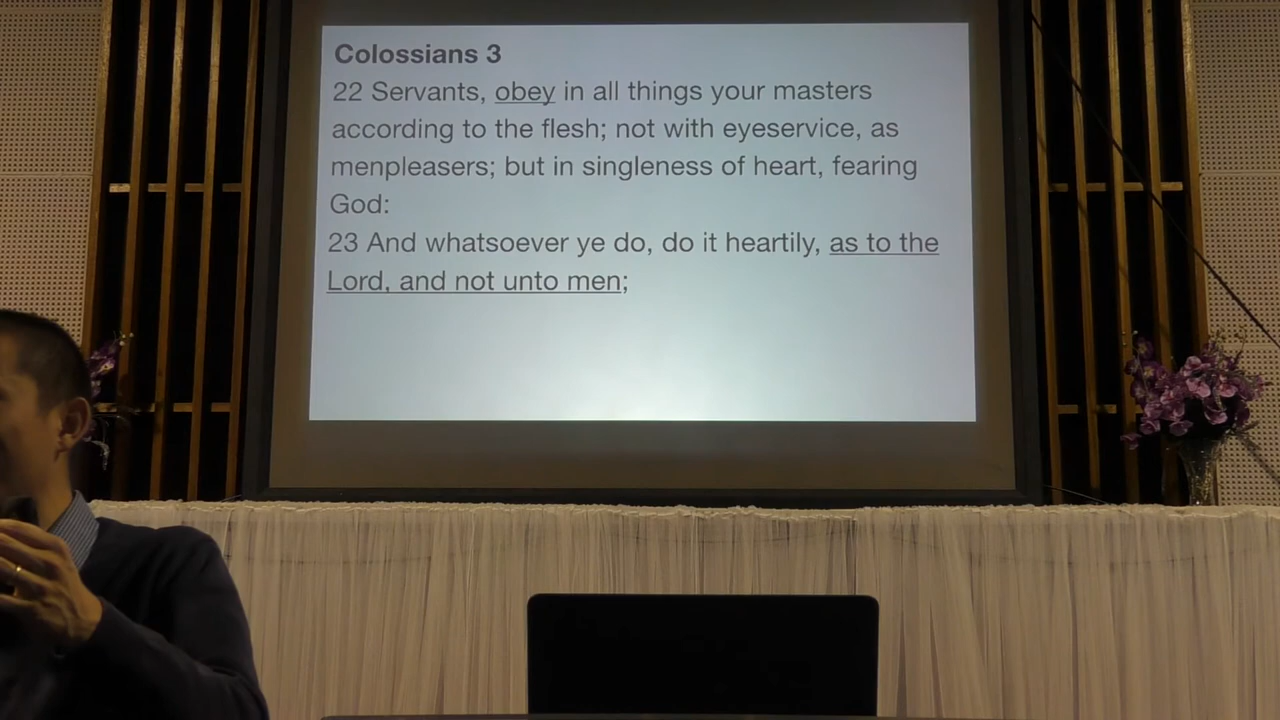 Colossians 3
22 Servants, obey in all things your masters
according to the flesh; not with eyeservice, as
menpleasers; but in singleness of heart, fearing
God:
23 And whatsoever ye do, do it heartily, as to the
Lord, and not unto men;